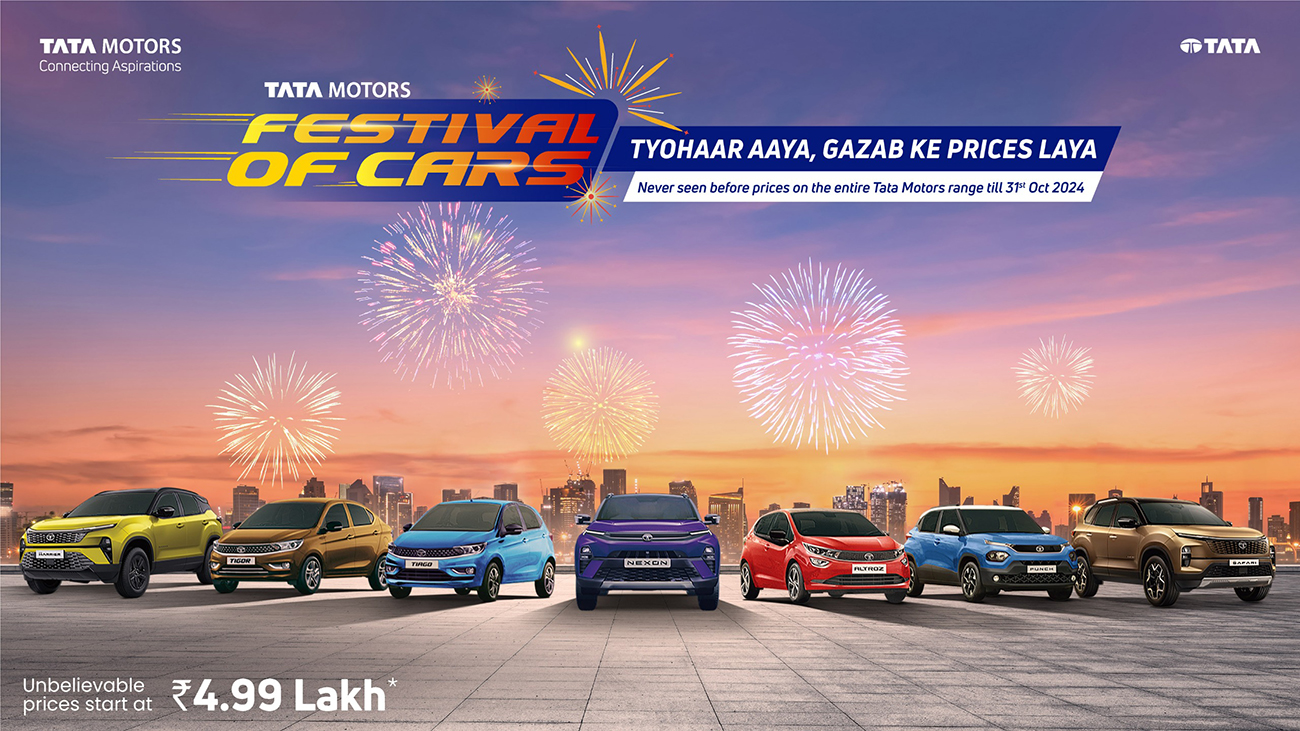 TATA MOTORS
Connecting Aspirations
TATA
TATA MOTORS
FESTIVAL
OF CARS
TYOHAAR AAYA, GAZAB KE PRICES LAYA
Never seen before prices on the entire Tata Motors range till 31st Oct 2024
HARRIER
TIGOR
TIAGO
NEXON
ALTROZ
PUNCH
SAFARI
Unbelievable
prices start at
₹4.99 Lakh*